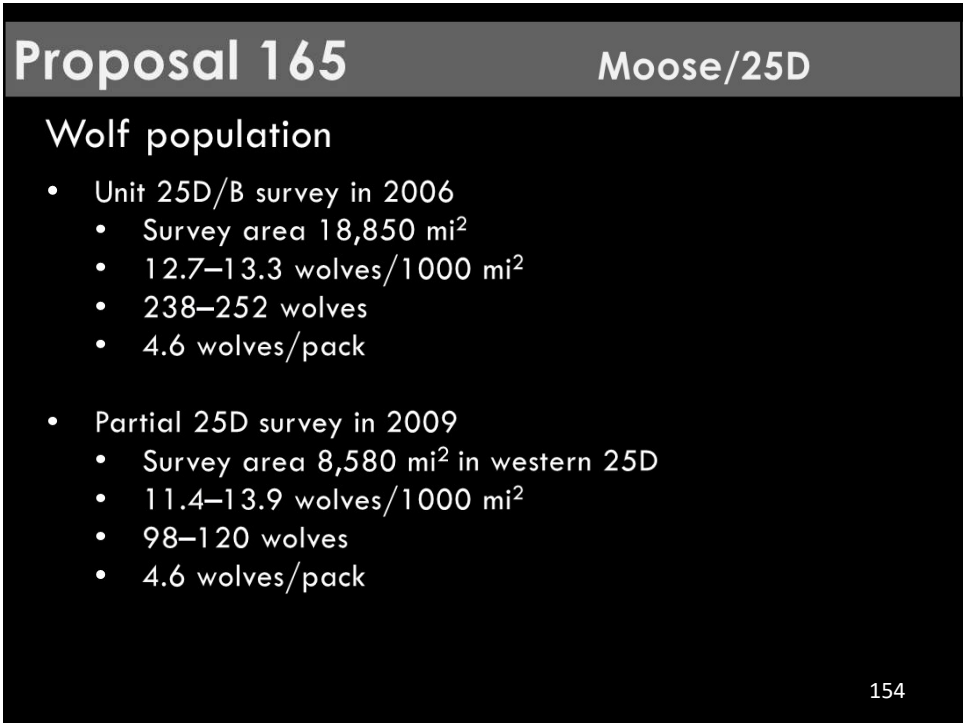 Proposal 165 Moose/25D
Wolf population
• Unit 25D/B survey in 2006
• Survey area 18,850 mi²
• 12.7–13.3 wolves/1000 mi²
• 238–252 wolves
• 4.6 wolves/pack
• Partial 25D survey in 2009
• Survey area 8,580 mi² in western 25D
• 11.4–13.9 wolves/1000 mi²
• 98–120 wolves
• 4.6 wolves/pack
154